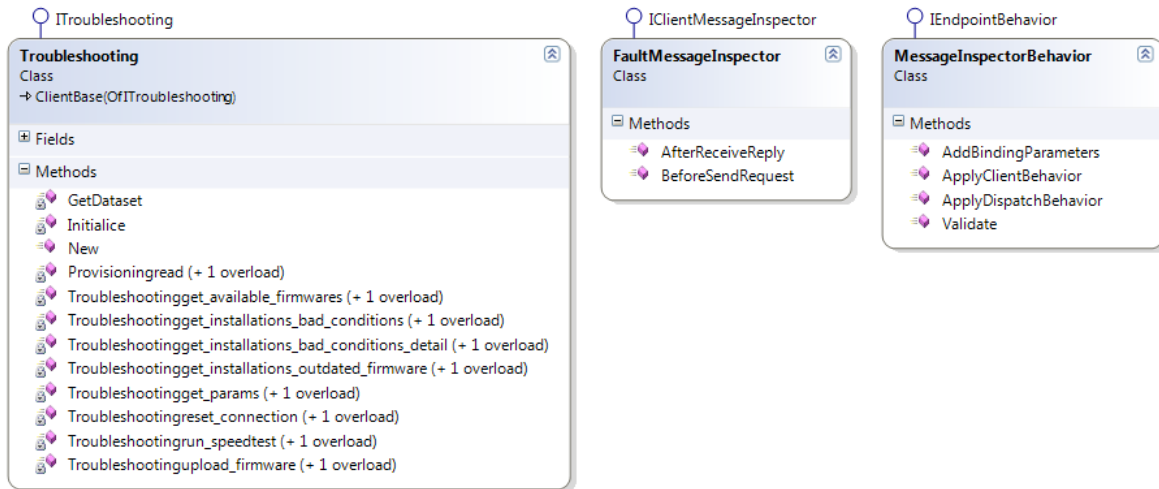 ITroubleshooting
Troubleshooting
Class
ClientBase(OfITroubleshooting)
Fields
Methods
GetDataset
Initialice
New
Provisioningread (+ 1 overload)
Troubleshootingget_available_firmwares (+ 1 overload)
Troubleshootingget_installations_bad_conditions (+ 1 overload)
Troubleshootingget_installations_bad_conditions_detail (+ 1 overload)
Troubleshootingget_installations_outdated_firmware (+ 1 overload)
Troubleshootingget_params (+ 1 overload)
Troubleshootingreset_connection (+ 1 overload)
Troubleshootingrun_speedtest (+ 1 overload)
Troubleshootingupload_firmware (+ 1 overload)
IClientMessageInspector
FaultMessageInspector
Class
Methods
AfterReceiveReply
BeforeSendRequest
IEndpointBehavior
MessageInspectorBehavior
Class
Methods
AddBindingParameters
ApplyClientBehavior
ApplyDispatchBehavior
Validate